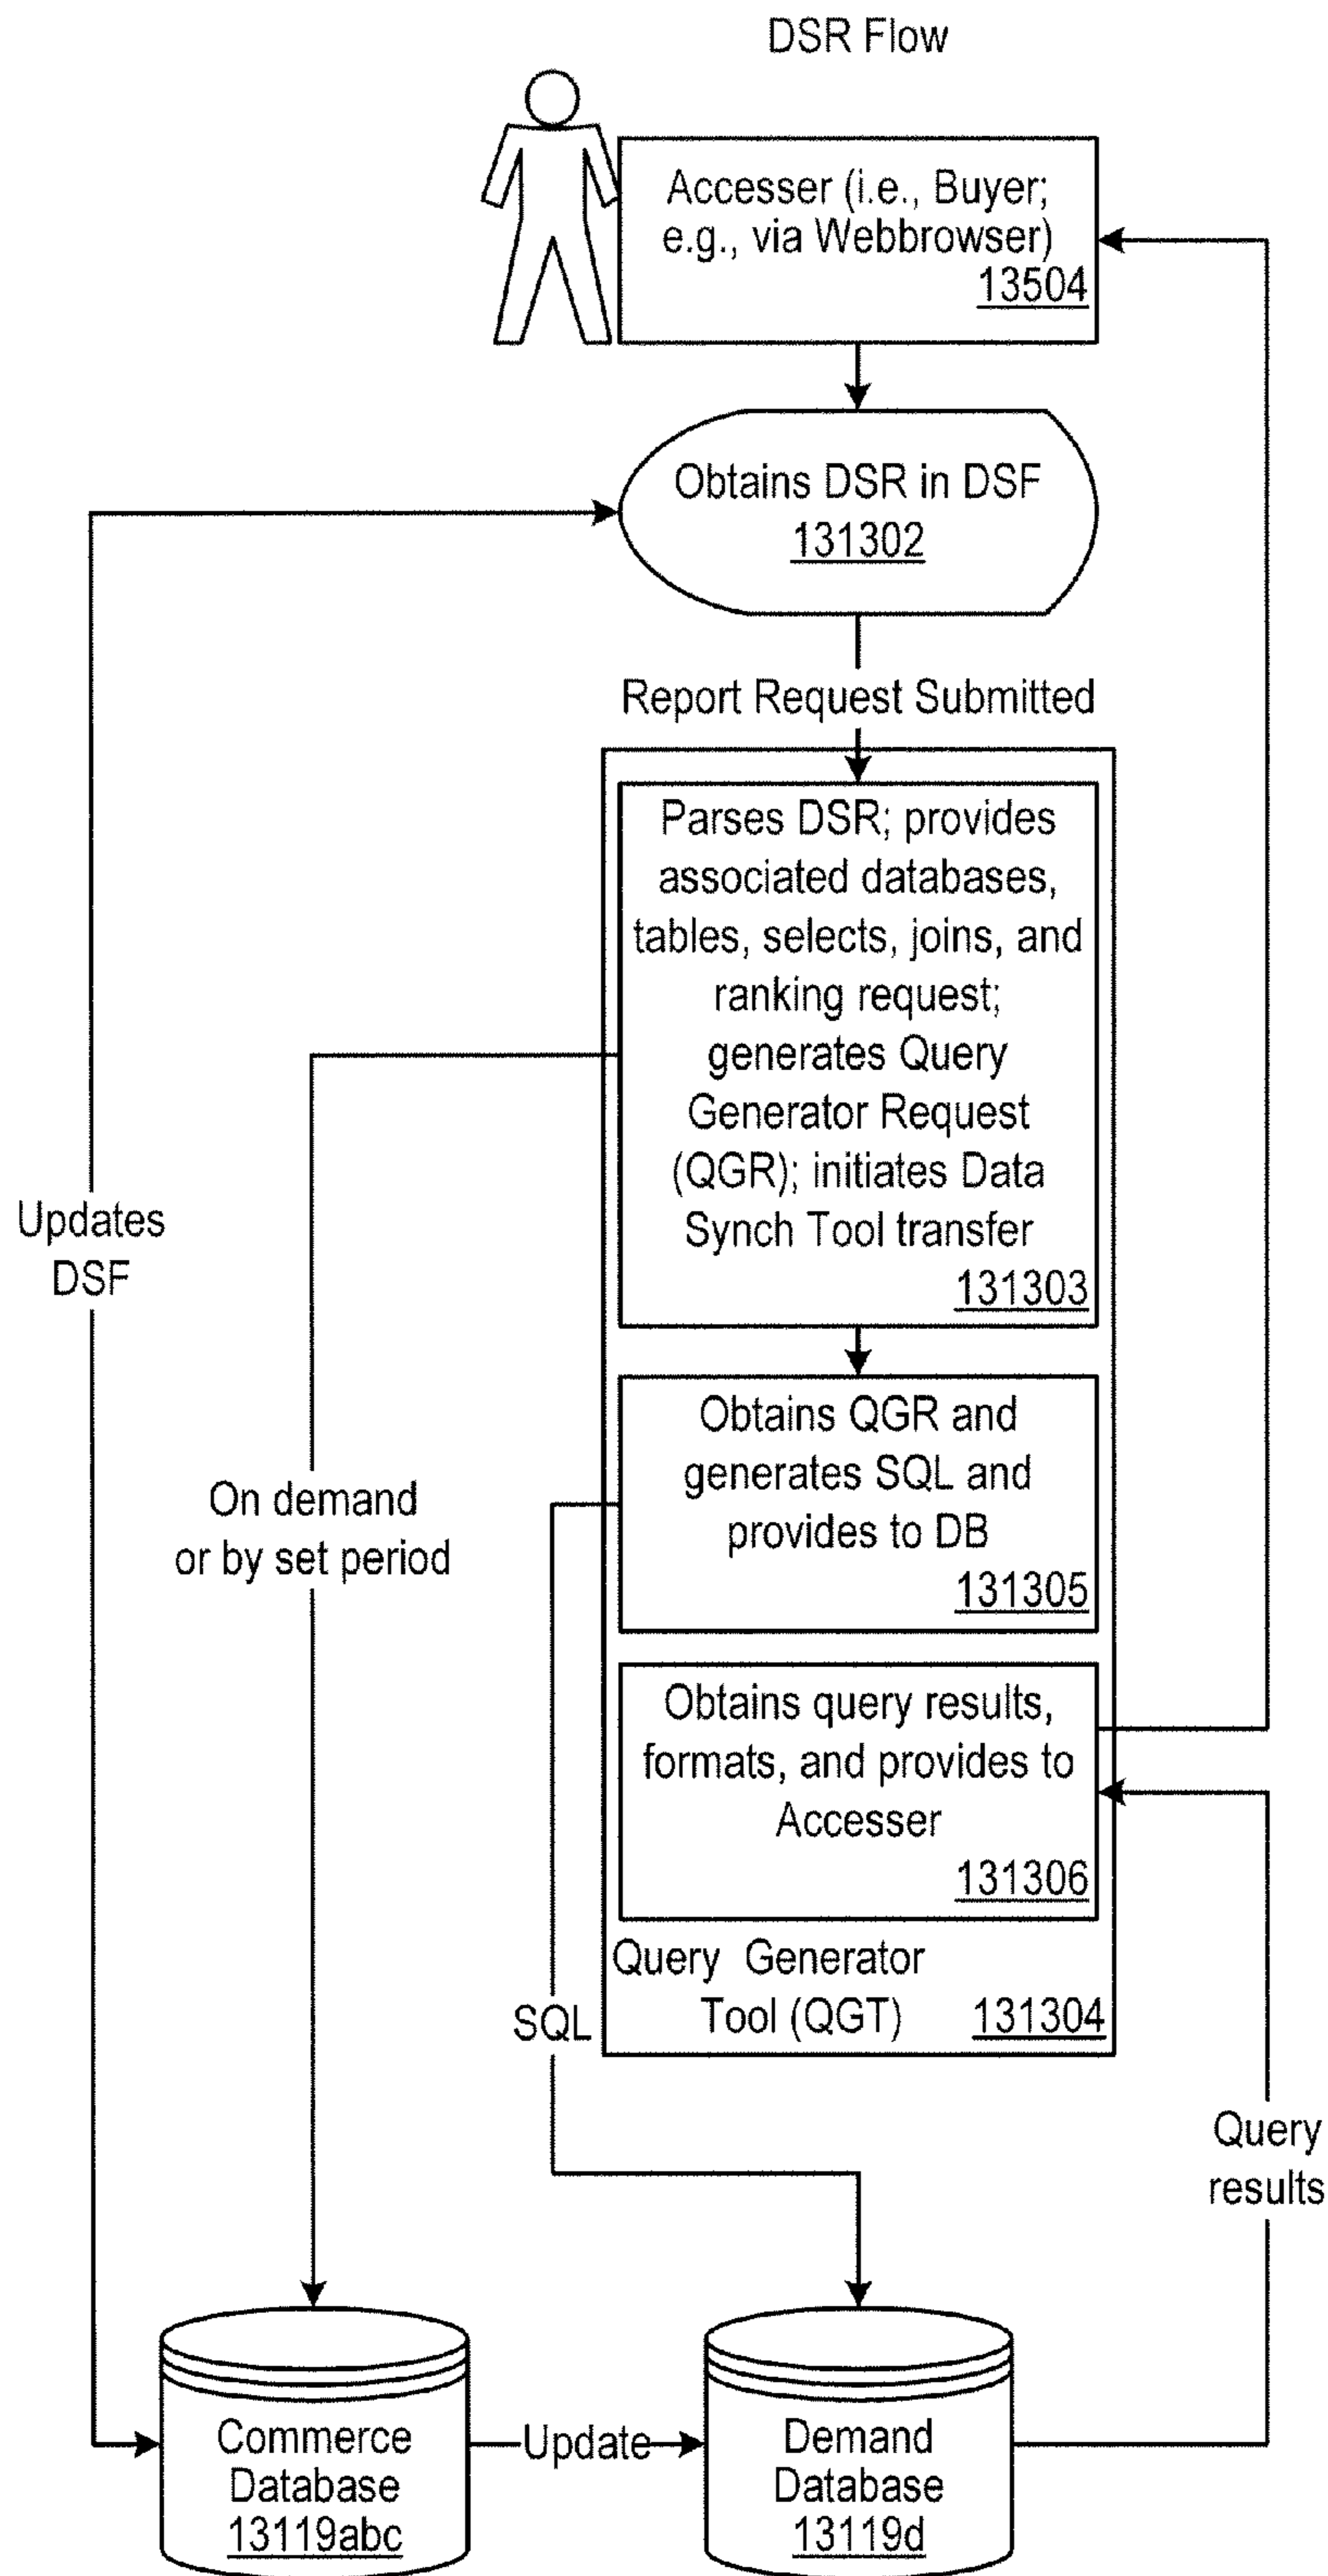 DSR Flow
Accesser (i.e., Buyer;
e.g., via Webbrowser)
13504
Obtains DSR in DSF
131302
Report Request Submitted
Parses DSR; provides
associated databases,
tables, selects, joins, and
ranking request;
generates Query
Generator Request
(QGR); initiates Data
Synch Tool transfer
131303
Updates
DSF
On demand
or by set period
Obtains QGR and
generates SQL and
provides to DB
131305
Obtains query results,
formats, and provides to
Accesser
131306
Query Generator
Tool (QGT) 131304
SQL
Query
results
Commerce
Database
13119abc
Update
Demand
Database
13119d